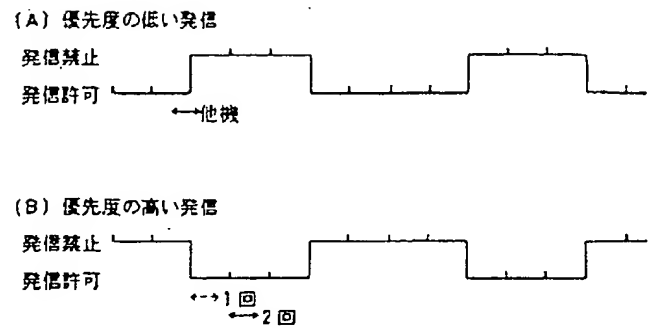 (A) 優先度の低い発信
発信禁止
発信許可
他機
(B) 優先度の高い発信
発信禁止
発信許可
1回
2回